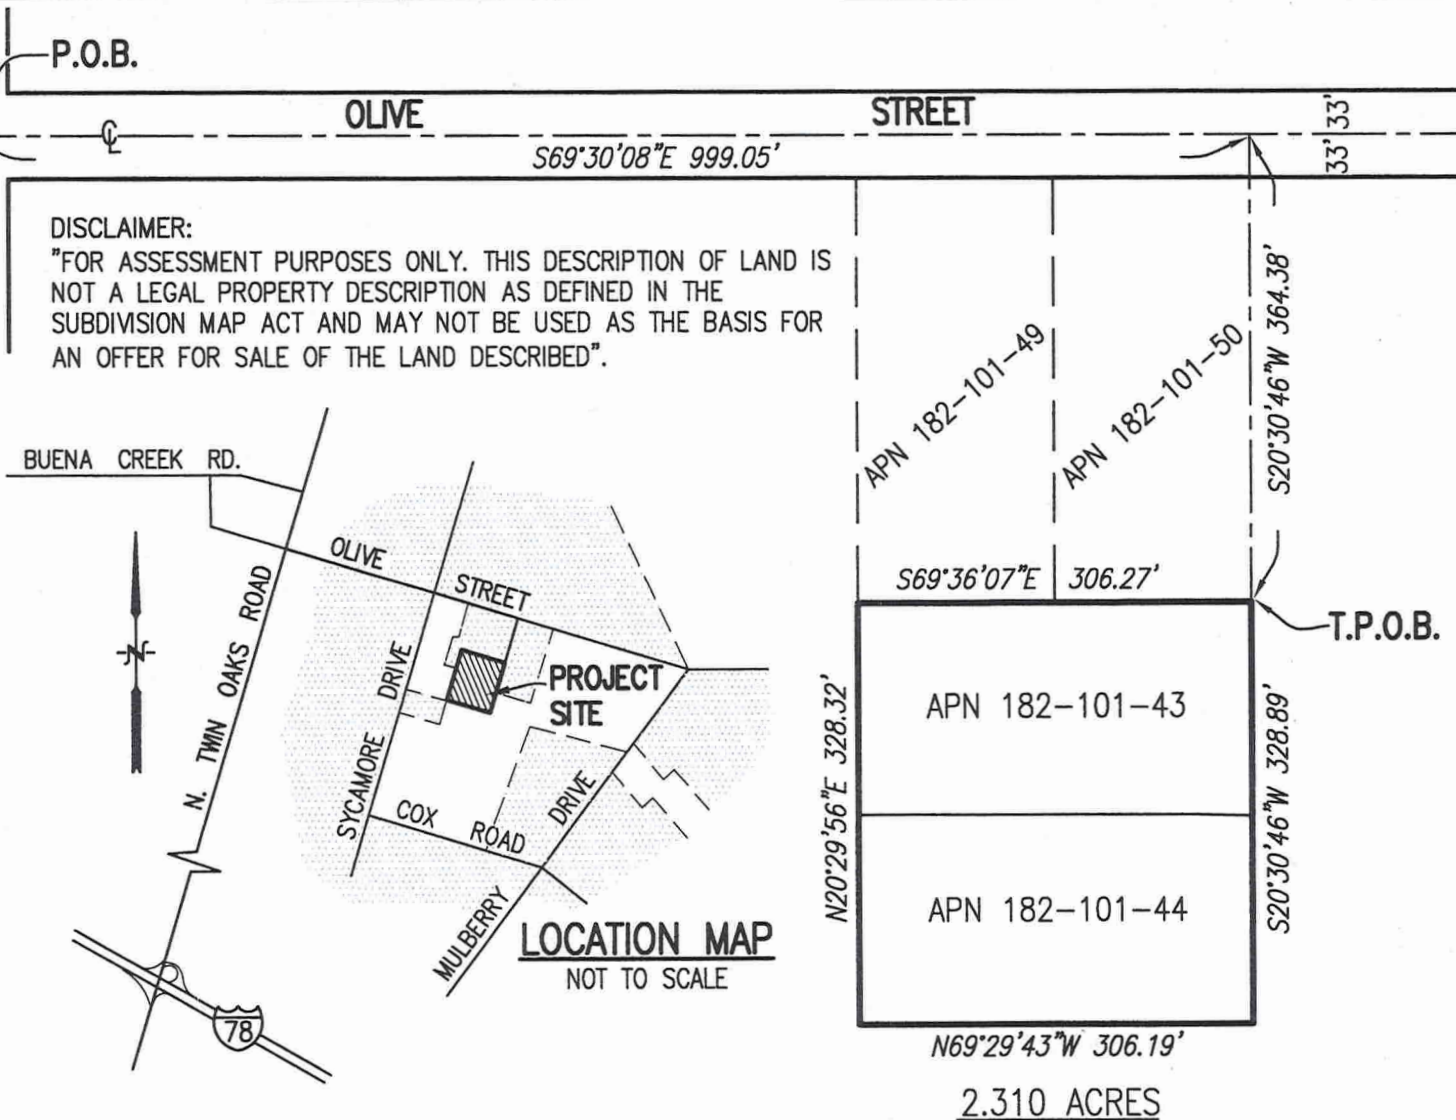 P.O.B.
OLIVE STREET
℄
33'
33'
S69°30'08"E 999.05'
DISCLAIMER:
"FOR ASSESSMENT PURPOSES ONLY. THIS DESCRIPTION OF LAND IS
NOT A LEGAL PROPERTY DESCRIPTION AS DEFINED IN THE
SUBDIVISION MAP ACT AND MAY NOT BE USED AS THE BASIS FOR
AN OFFER FOR SALE OF THE LAND DESCRIBED".
APN 182-101-49
APN 182-101-50
S20°30'46"W 364.38'
S69°36'07"E 306.27'
T.P.O.B.
APN 182-101-43
N20°29'56"E 328.32'
S20°30'46"W 328.89'
APN 182-101-44
N69°29'43"W 306.19'
2.310 ACRES
BUENA CREEK RD.
OLIVE STREET
N
N. TWIN OAKS ROAD
SYCAMORE DRIVE
PROJECT
SITE
COX ROAD
MULBERRY DRIVE
LOCATION MAP
NOT TO SCALE
78